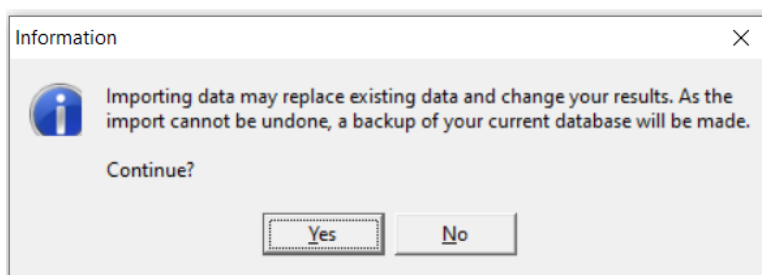 Information
Importing data may replace existing data and change your results. As the
import cannot be undone, a backup of your current database will be made.
Continue?
Yes
No